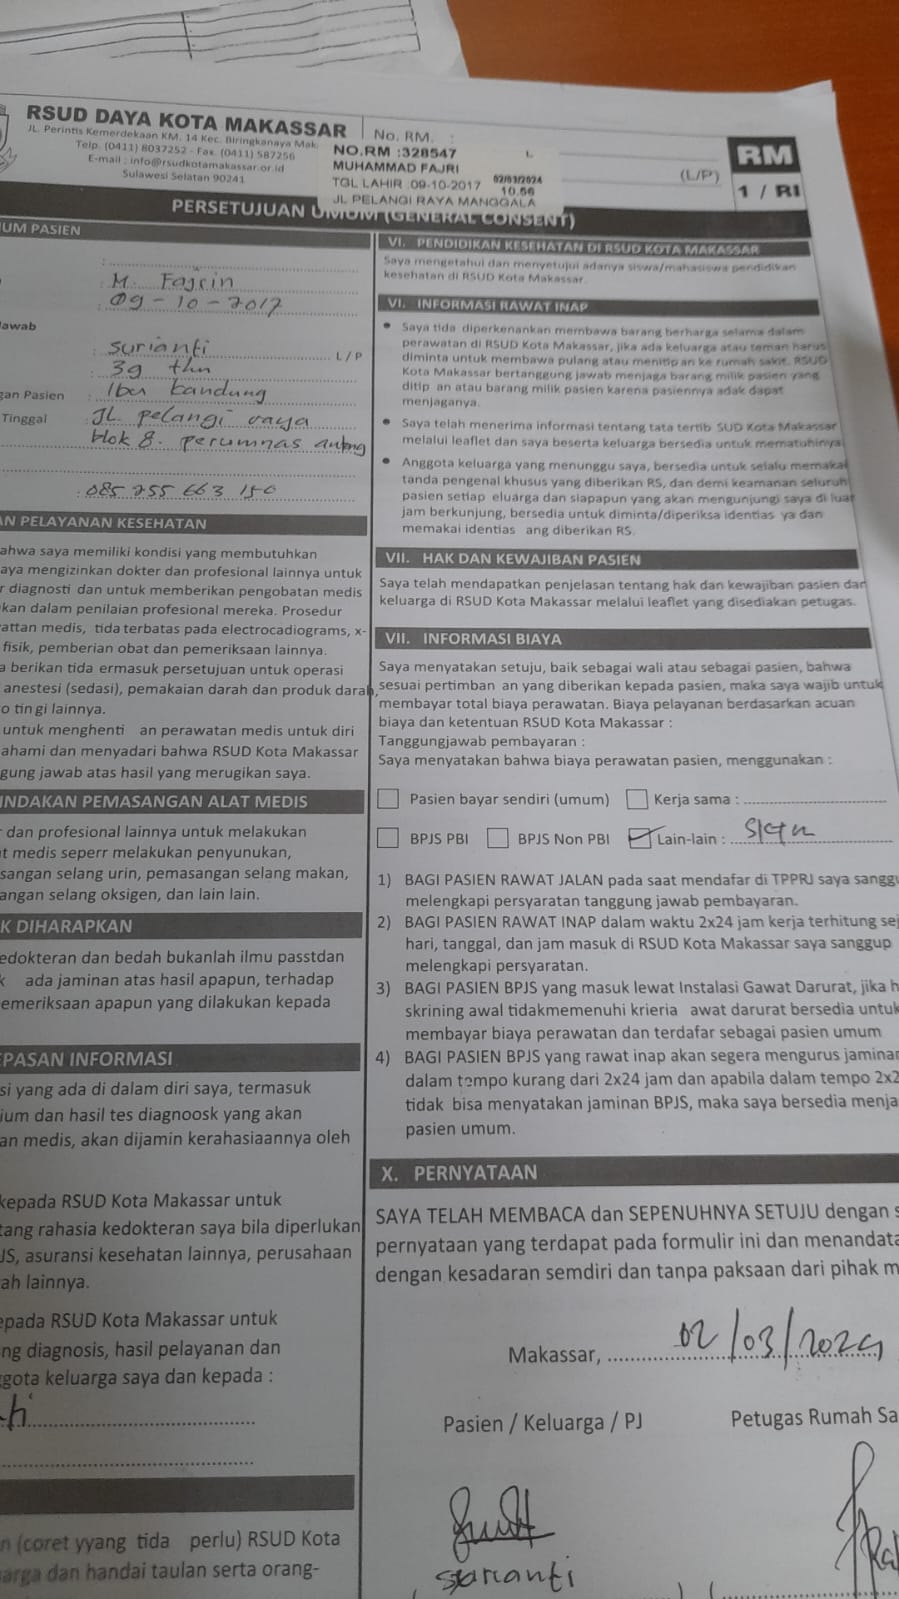 RSUD DAYA KOTA MAKASSAR
JL. Perintis Kemerdekaan KM. 14 Kec. Biringkanaya Mak
Telp. (0411) 8037252 - Fax. (0411) 587256
E-mail : info@rsudkotamakassar.or.id
Sulawesi Selatan 90241
No. RM. :
NO.RM :328547 L
MUHAMMAD FAJRI 02/03/2024
TGL LAHIR :09-10-2017 10.56
JL PELANGI RAYA MANGGALA
(L/P)
RM
1 / RI
PERSETUJUAN UMUM (GENERAL CONSENT)
UM PASIEN
: M. Fajrin
: 09-10-2017
awab
: surianti L / P
: 39 thn
gan Pasien : Ibu kandung
Tinggal : JL. pelangi raya
blok 8. perumnas antang
: 085 255 663 150
AN PELAYANAN KESEHATAN
ahwa saya memiliki kondisi yang membutuhkan
aya mengizinkan dokter dan profesional lainnya untuk
r diagnosti dan untuk memberikan pengobatan medis
kan dalam penilaian profesional mereka. Prosedur
attan medis, tida terbatas pada electrocadiograms, x-
fisik, pemberian obat dan pemeriksaan lainnya.
a berikan tida ermasuk persetujuan untuk operasi
anestesi (sedasi), pemakaian darah dan produk darah,
o tin gi lainnya.
untuk menghenti an perawatan medis untuk diri
ahami dan menyadari bahwa RSUD Kota Makassar
gung jawab atas hasil yang merugikan saya.
INDAKAN PEMASANGAN ALAT MEDIS
r dan profesional lainnya untuk melakukan
t medis seperr melakukan penyunukan,
sangan selang urin, pemasangan selang makan,
angan selang oksigen, dan lain lain.
K DIHARAPKAN
edokteran dan bedah bukanlah ilmu passtdan
k ada jaminan atas hasil apapun, terhadap
emeriksaan apapun yang dilakukan kepada
EPASAN INFORMASI
si yang ada di dalam diri saya, termasuk
ium dan hasil tes diagnoosk yang akan
an medis, akan dijamin kerahasiaannya oleh
kepada RSUD Kota Makassar untuk
tang rahasia kedokteran saya bila diperlukan
JS, asuransi kesehatan lainnya, perusahaan
ah lainnya.
epada RSUD Kota Makassar untuk
ng diagnosis, hasil pelayanan dan
ggota keluarga saya dan kepada :
n (coret yyang tida perlu) RSUD Kota
arga dan handai taulan serta orang-
VI. PENDIDIKAN KESEHATAN DI RSUD KOTA MAKASSAR
Saya mengetahui dan menyetujui adanya siswa/mahasiswa pendidikan
kesehatan di RSUD Kota Makassar.
VI. INFORMASI RAWAT INAP
• Saya tida diperkenankan membawa barang berharga selama dalam
perawatan di RSUD Kota Makassar, jika ada keluarga atau teman harus
diminta untuk membawa pulang atau menitip an ke rumah sakit. RSUD
Kota Makassar bertanggung jawab menjaga barang milik pasien yang
ditip an atau barang milik pasien karena pasiennya adak dapat
menjaganya.
• Saya telah menerima informasi tentang tata tertib SUD Kota Makassar
melalui leaflet dan saya beserta keluarga bersedia untuk mematuhinya
• Anggota keluarga yang menunggu saya, bersedia untuk selalu memakai
tanda pengenal khusus yang diberikan RS, dan demi keamanan seluruh
pasien setiap eluarga dan siapapun yang akan mengunjungi saya di luar
jam berkunjung, bersedia untuk diminta/diperiksa identias ya dan
memakai identias ang diberikan RS.
VII. HAK DAN KEWAJIBAN PASIEN
Saya telah mendapatkan penjelasan tentang hak dan kewajiban pasien dan
keluarga di RSUD Kota Makassar melalui leaflet yang disediakan petugas.
VII. INFORMASI BIAYA
Saya menyatakan setuju, baik sebagai wali atau sebagai pasien, bahwa
sesuai pertimban an yang diberikan kepada pasien, maka saya wajib untuk
membayar total biaya perawatan. Biaya pelayanan berdasarkan acuan
biaya dan ketentuan RSUD Kota Makassar :
Tanggungjawab pembayaran :
Saya menyatakan bahwa biaya perawatan pasien, menggunakan :
Pasien bayar sendiri (umum) Kerja sama :
BPJS PBI BPJS Non PBI Lain-lain :
1) BAGI PASIEN RAWAT JALAN pada saat mendafar di TPPRJ saya sangg
melengkapi persyaratan tanggung jawab pembayaran.
2) BAGI PASIEN RAWAT INAP dalam waktu 2x24 jam kerja terhitung sej
hari, tanggal, dan jam masuk di RSUD Kota Makassar saya sanggup
melengkapi persyaratan.
3) BAGI PASIEN BPJS yang masuk lewat Instalasi Gawat Darurat, jika h
skrining awal tidakmemenuhi krieria awat darurat bersedia untuk
membayar biaya perawatan dan terdafar sebagai pasien umum
4) BAGI PASIEN BPJS yang rawat inap akan segera mengurus jaminan
dalam tempo kurang dari 2x24 jam dan apabila dalam tempo 2x2
tidak bisa menyatakan jaminan BPJS, maka saya bersedia menja
pasien umum.
X. PERNYATAAN
SAYA TELAH MEMBACA dan SEPENUHNYA SETUJU dengan s
pernyataan yang terdapat pada formulir ini dan menandata
dengan kesadaran semdiri dan tanpa paksaan dari pihak m
Makassar, 02/03/2024
Pasien / Keluarga / PJ Petugas Rumah Sa
surianti